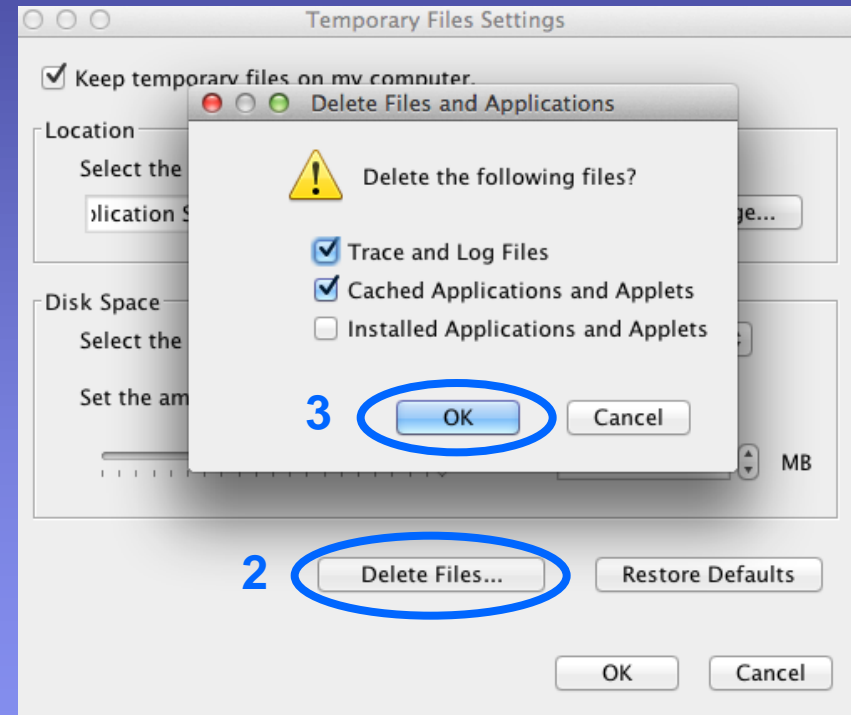 Temporary Files Settings
Keep temporary files on my computer.
Delete Files and Applications
Location
Select the
Delete the following files?
plication S
ge...
Trace and Log Files
Cached Applications and Applets
Installed Applications and Applets
Disk Space
Select the
Set the am
3
OK
Cancel
MB
2
Delete Files...
Restore Defaults
OK
Cancel